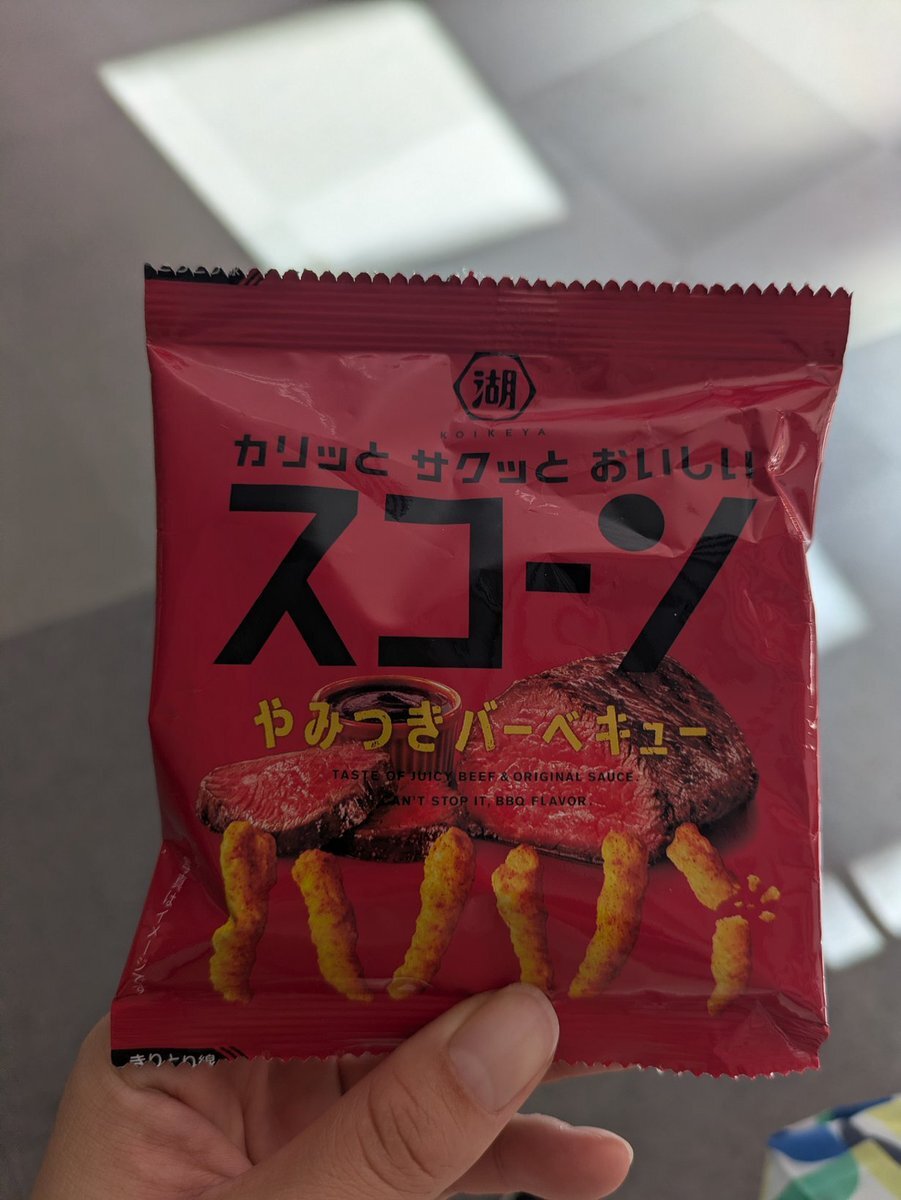 湖
KOIKEYA
カリッと サクッと おいしい
スコーン
やみつきバーベキュー
TASTE OF JUICY BEEF & ORIGINAL SAUCE.
CAN'T STOP IT, BBQ FLAVOR
きりとり線